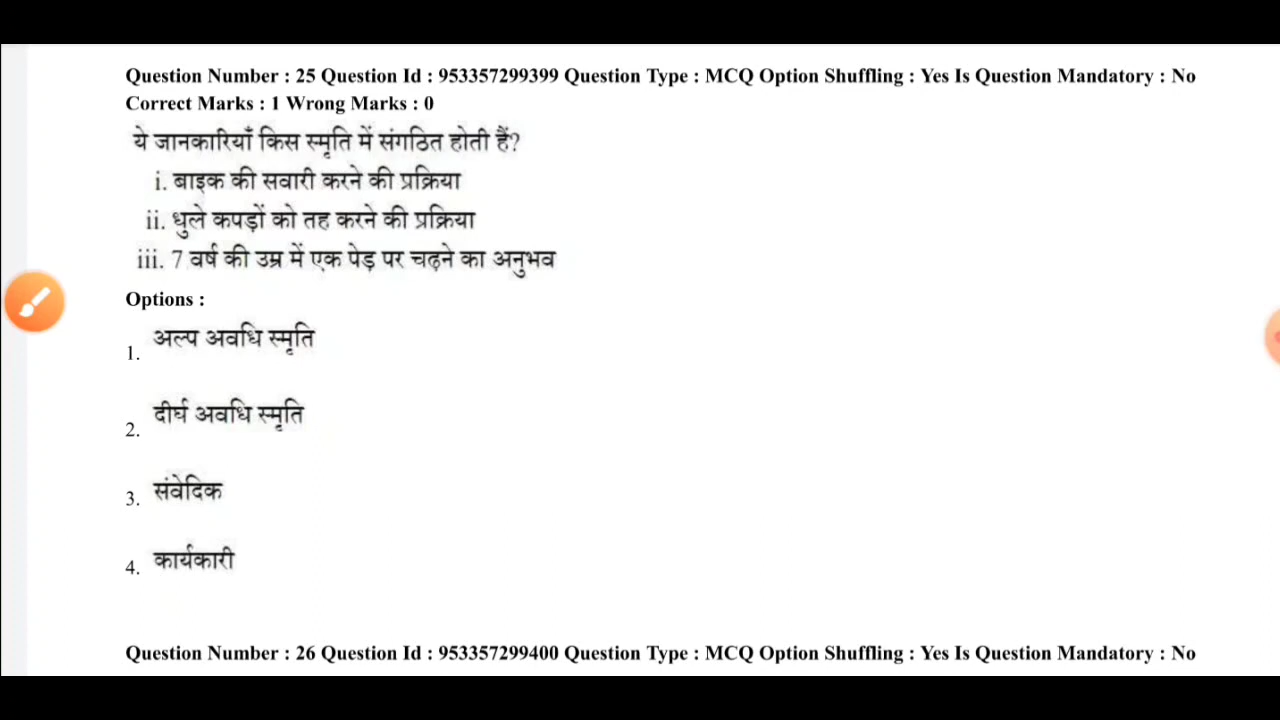 Question Number : 25 Question Id : 953357299399 Question Type : MCQ Option Shuffling : Yes Is Question Mandatory : No
Correct Marks : 1 Wrong Marks : 0
ये जानकारियाँ किस स्मृति में संगठित होती हैं?
i. बाइक की सवारी करने की प्रक्रिया
ii. धुले कपड़ों को तह करने की प्रक्रिया
iii. 7 वर्ष की उम्र में एक पेड़ पर चढ़ने का अनुभव
Options :
1. अल्प अवधि स्मृति
2. दीर्घ अवधि स्मृति
3. संवेदिक
4. कार्यकारी
Question Number : 26 Question Id : 953357299400 Question Type : MCQ Option Shuffling : Yes Is Question Mandatory : No